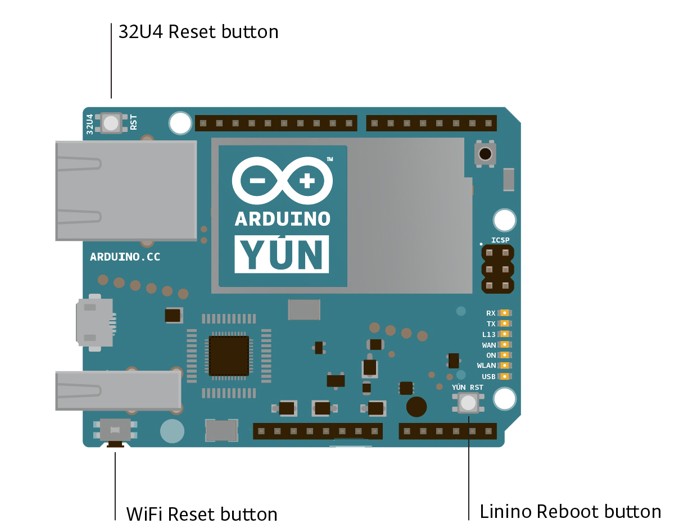 32U4 Reset button
32U4
RST
™
ARDUINO
YÚN
ARDUINO.CC
ICSP
RX
TX
L13
WAN
ON
WLAN
USB
YÚN RST
WiFi Reset button
Linino Reboot button